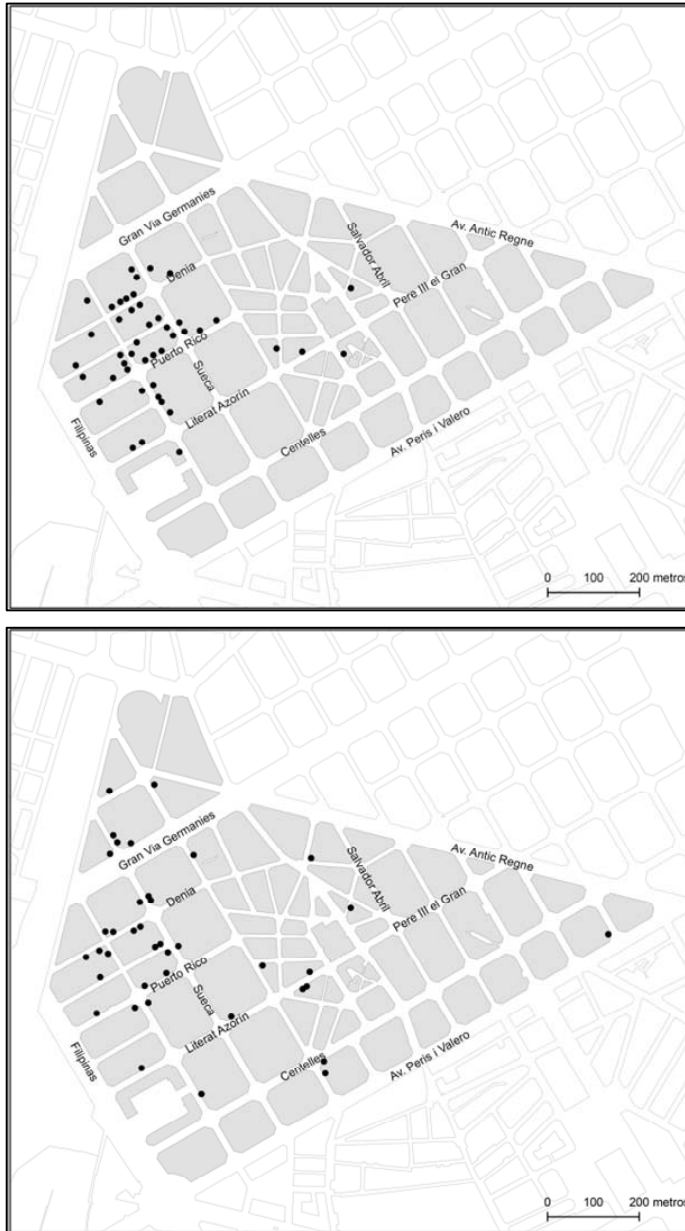 Gran Via Germanies
Salvador Abril
Av. Antic Regne
Denia
Pere III el Gran
Puerto Rico
Sueca
Literat Azorín
Filipinas
Centelles
Av. Peris i Valero
0 100 200 metros
Gran Via Germanies
Salvador Abril
Av. Antic Regne
Denia
Pere III el Gran
Puerto Rico
Sueca
Literat Azorín
Filipinas
Centelles
Av. Peris i Valero
0 100 200 metros